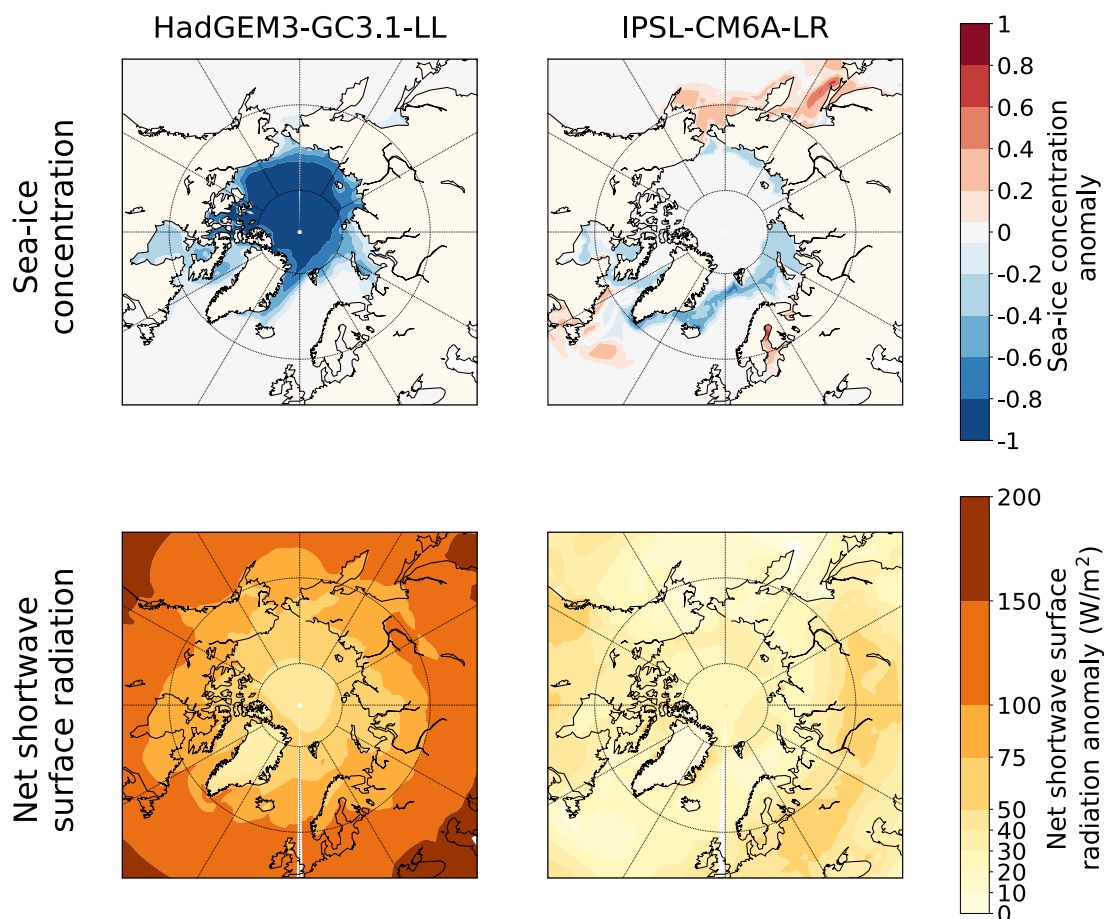 HadGEM3-GC3.1-LL
IPSL-CM6A-LR
Sea-ice
concentration
1
0.8
0.6
0.4
0.2
0
-0.2
-0.4
-0.6
-0.8
-1
Sea-ice concentration
anomaly
Net shortwave
surface radiation
200
150
100
75
50
40
30
20
10
0
Net shortwave surface
radiation anomaly (W/m²)